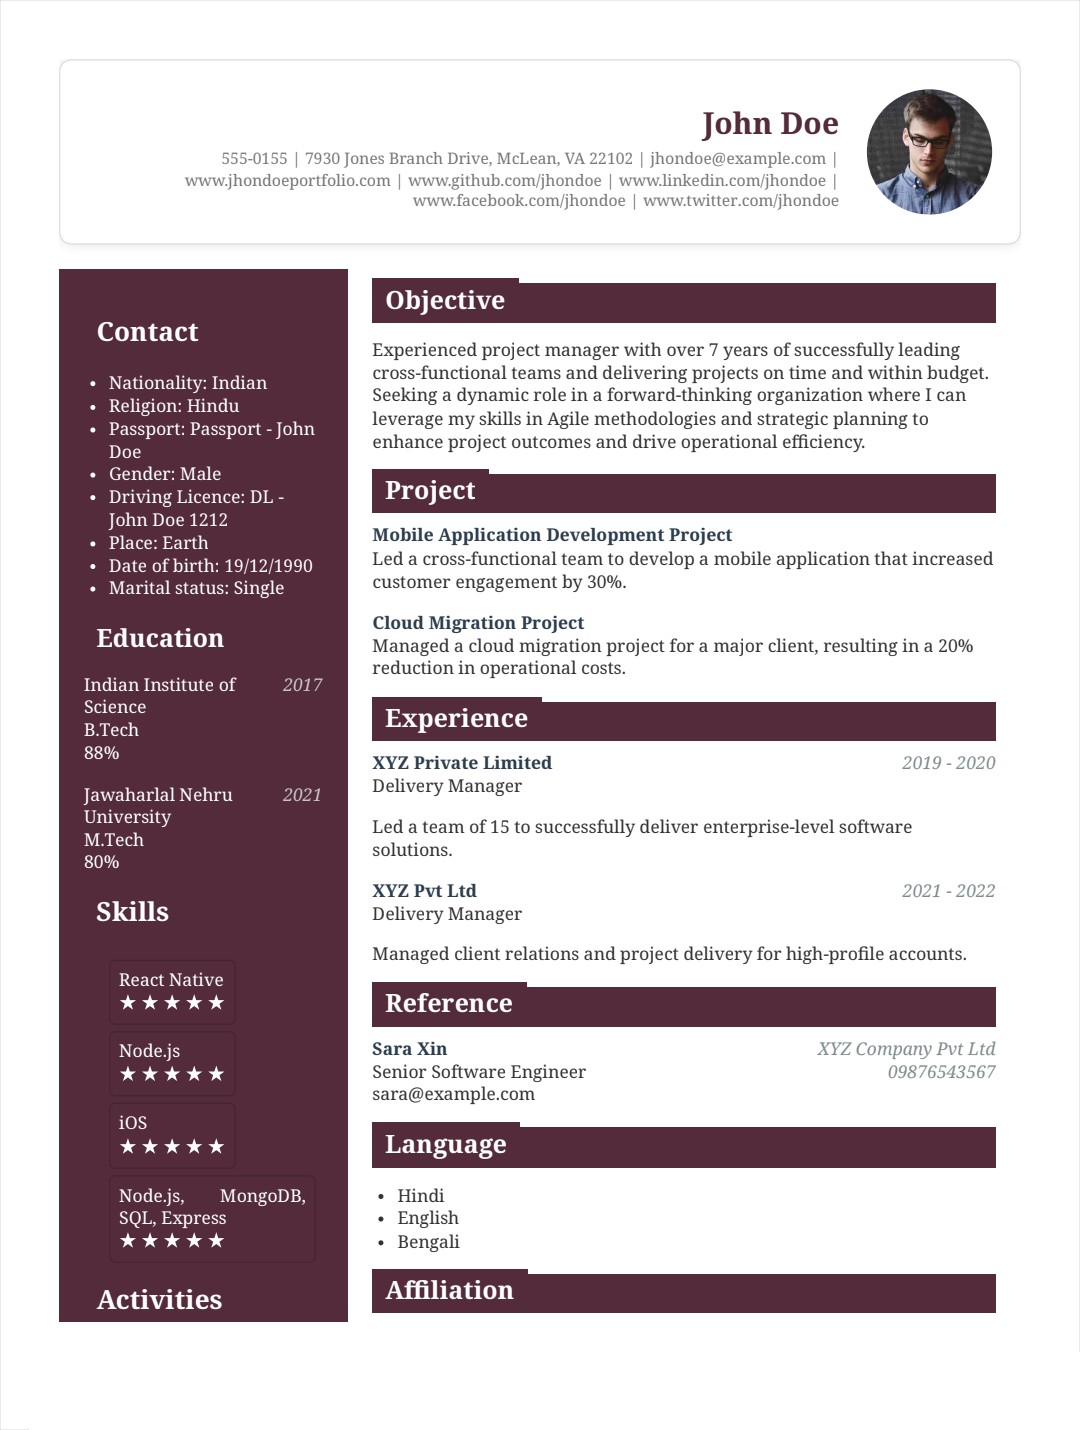 John Doe
555-0155 | 7930 Jones Branch Drive, McLean, VA 22102 | jhondoe@example.com |
www.jhondoeportfolio.com | www.github.com/jhondoe | www.linkedin.com/jhondoe |
www.facebook.com/jhondoe | www.twitter.com/jhondoe
Contact
• Nationality: Indian
• Religion: Hindu
• Passport: Passport - John
Doe
• Gender: Male
• Driving Licence: DL -
John Doe 1212
• Place: Earth
• Date of birth: 19/12/1990
• Marital status: Single
Education
Indian Institute of 2017
Science
B.Tech
88%
Jawaharlal Nehru 2021
University
M.Tech
80%
Skills
React Native
★★★★★
Node.js
★★★★★
iOS
★★★★★
Node.js, MongoDB,
SQL, Express
★★★★★
Activities
Objective
Experienced project manager with over 7 years of successfully leading
cross-functional teams and delivering projects on time and within budget.
Seeking a dynamic role in a forward-thinking organization where I can
leverage my skills in Agile methodologies and strategic planning to
enhance project outcomes and drive operational efficiency.
Project
Mobile Application Development Project
Led a cross-functional team to develop a mobile application that increased
customer engagement by 30%.
Cloud Migration Project
Managed a cloud migration project for a major client, resulting in a 20%
reduction in operational costs.
Experience
XYZ Private Limited 2019 - 2020
Delivery Manager
Led a team of 15 to successfully deliver enterprise-level software
solutions.
XYZ Pvt Ltd 2021 - 2022
Delivery Manager
Managed client relations and project delivery for high-profile accounts.
Reference
Sara Xin XYZ Company Pvt Ltd
Senior Software Engineer 09876543567
sara@example.com
Language
• Hindi
• English
• Bengali
Affiliation